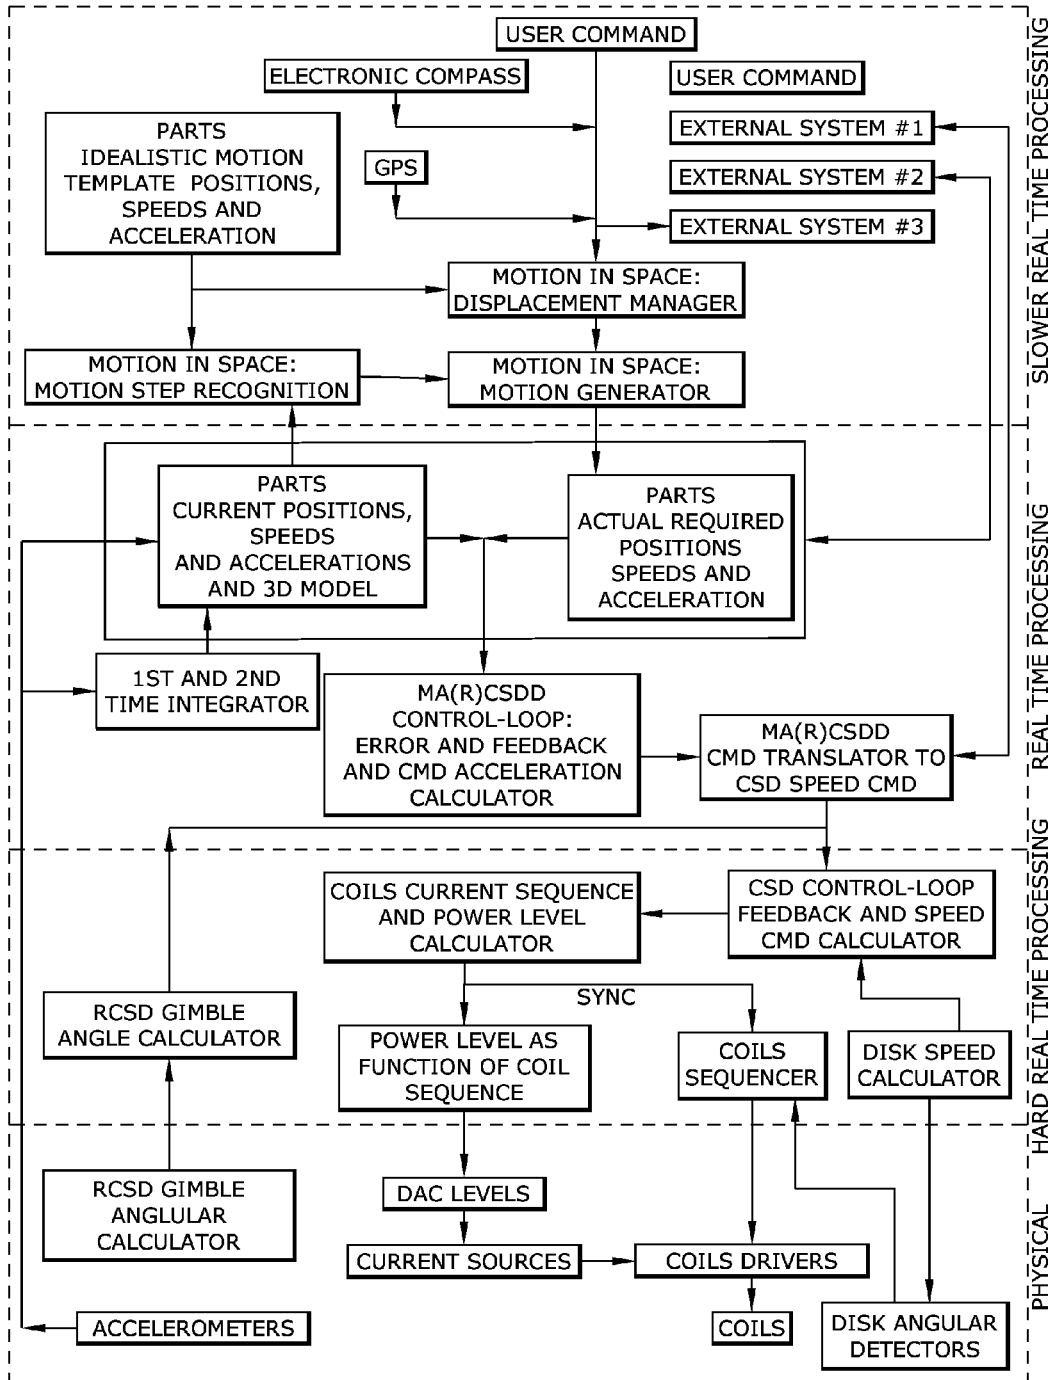 USER COMMAND
ELECTRONIC COMPASS
USER COMMAND
PARTS
IDEALISTIC MOTION
TEMPLATE POSITIONS,
SPEEDS AND
ACCELERATION
EXTERNAL SYSTEM #1
GPS
EXTERNAL SYSTEM #2
EXTERNAL SYSTEM #3
MOTION IN SPACE:
DISPLACEMENT MANAGER
MOTION IN SPACE:
MOTION STEP RECOGNITION
MOTION IN SPACE:
MOTION GENERATOR
SLOWER REAL TIME PROCESSING
PARTS
CURRENT POSITIONS,
SPEEDS
AND ACCELERATIONS
AND 3D MODEL
PARTS
ACTUAL REQUIRED
POSITIONS
SPEEDS AND
ACCELERATION
1ST AND 2ND
TIME INTEGRATOR
MA(R)CSDD
CONTROL-LOOP:
ERROR AND FEEDBACK
AND CMD ACCELERATION
CALCULATOR
MA(R)CSDD
CMD TRANSLATOR TO
CSD SPEED CMD
REAL TIME PROCESSING
COILS CURRENT SEQUENCE
AND POWER LEVEL
CALCULATOR
CSD CONTROL-LOOP
FEEDBACK AND SPEED
CMD CALCULATOR
SYNC
RCSD GIMBLE
ANGLE CALCULATOR
POWER LEVEL AS
FUNCTION OF COIL
SEQUENCE
COILS
SEQUENCER
DISK SPEED
CALCULATOR
HARD REAL TIME PROCESSING
RCSD GIMBLE
ANGLULAR
CALCULATOR
DAC LEVELS
CURRENT SOURCES
COILS DRIVERS
ACCELEROMETERS
COILS
DISK ANGULAR
DETECTORS
PHYSICAL